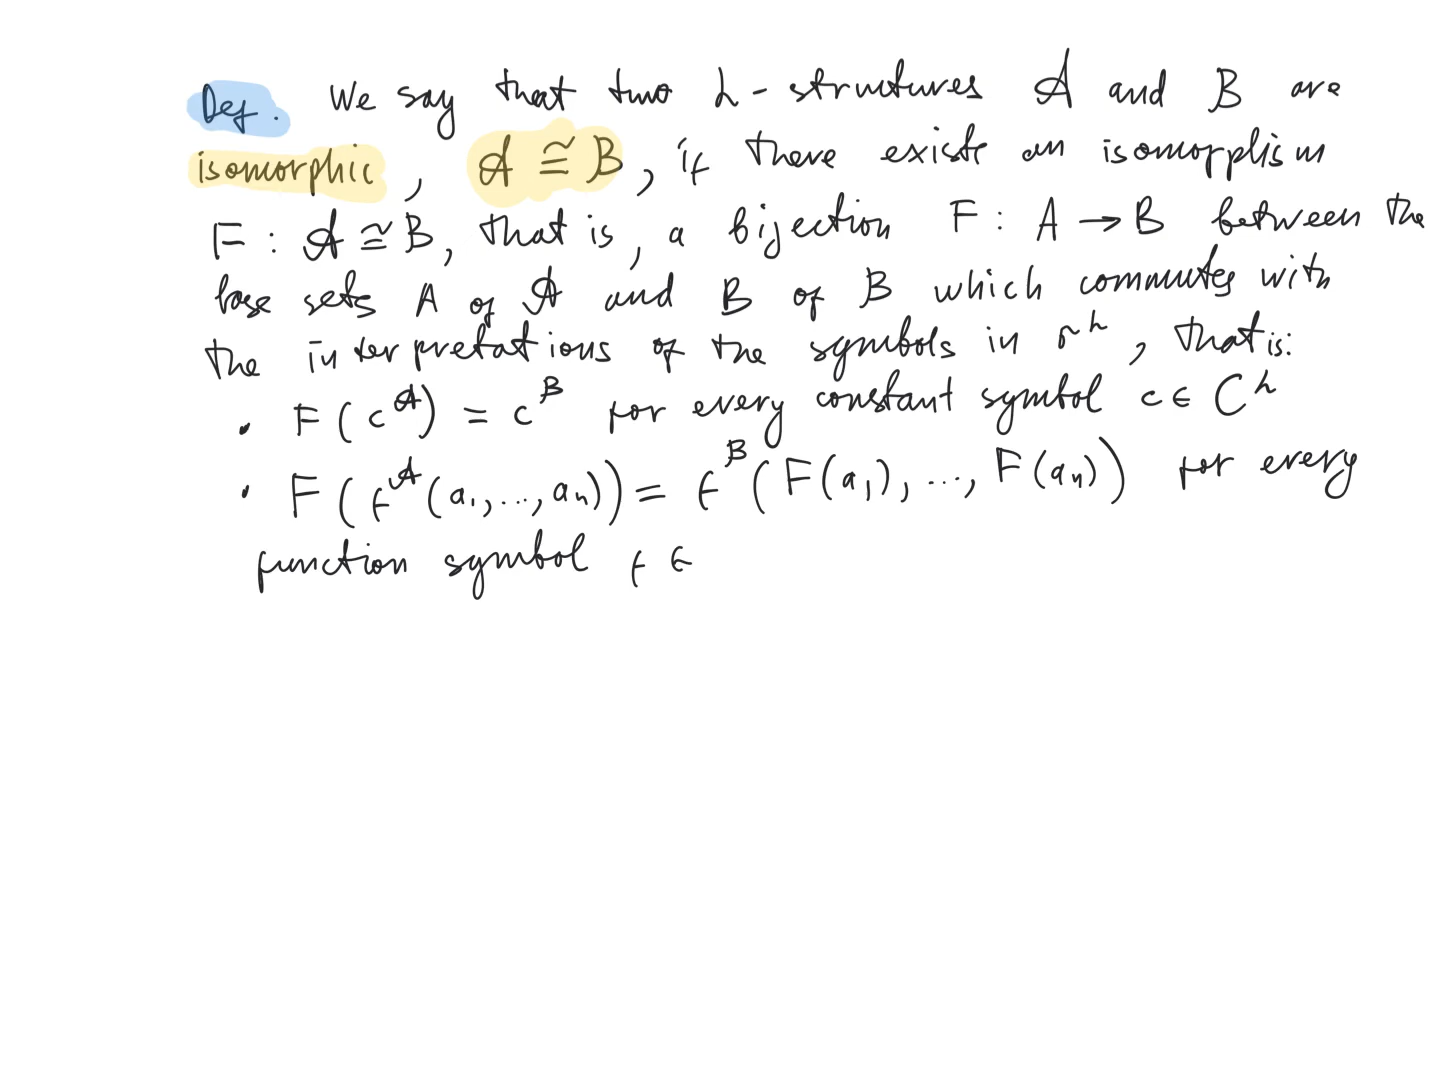 Def. We say that two L-structures 𝒜 and ℬ are
isomorphic, 𝒜 ≅ ℬ, if there exists an isomorphism
F : 𝒜 ≅ ℬ, that is, a bijection F : A → B between the
base sets A of 𝒜 and B of ℬ which commutes with
the interpretations of the symbols in σᴸ, that is:
• F(c^𝒜) = c^ℬ for every constant symbol c ∈ Cᴸ
• F(f^𝒜(a₁,...,aₙ)) = f^ℬ(F(a₁),...,F(aₙ)) for every
function symbol f ∈